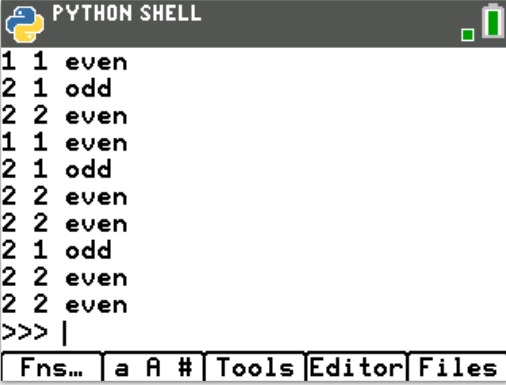 PYTHON SHELL
1 1 even
2 1 odd
2 2 even
1 1 even
2 1 odd
2 2 even
2 2 even
2 1 odd
2 2 even
2 2 even
>>> |
Fns… a A # Tools Editor Files